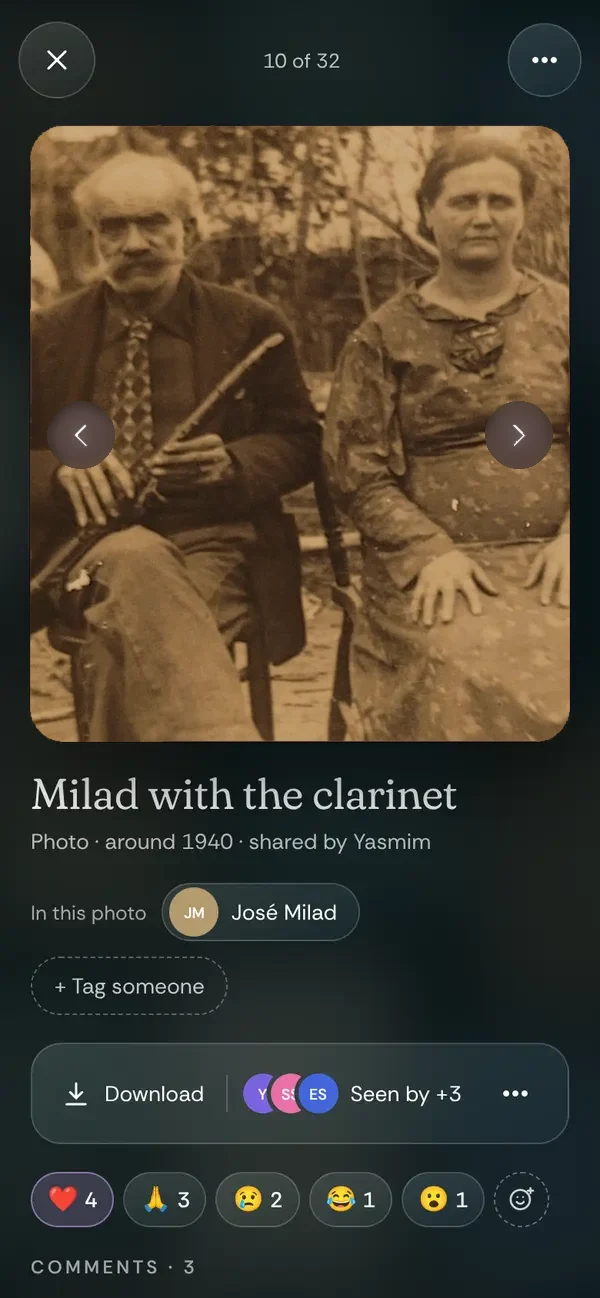 10 of 32
Milad with the clarinet
Photo · around 1940 · shared by Yasmim
In this photo
JM
José Milad
+ Tag someone
Download
Y
SS
ES
Seen by +3
❤️ 4
🙏 3
😢 2
😂 1
😮 1
COMMENTS · 3